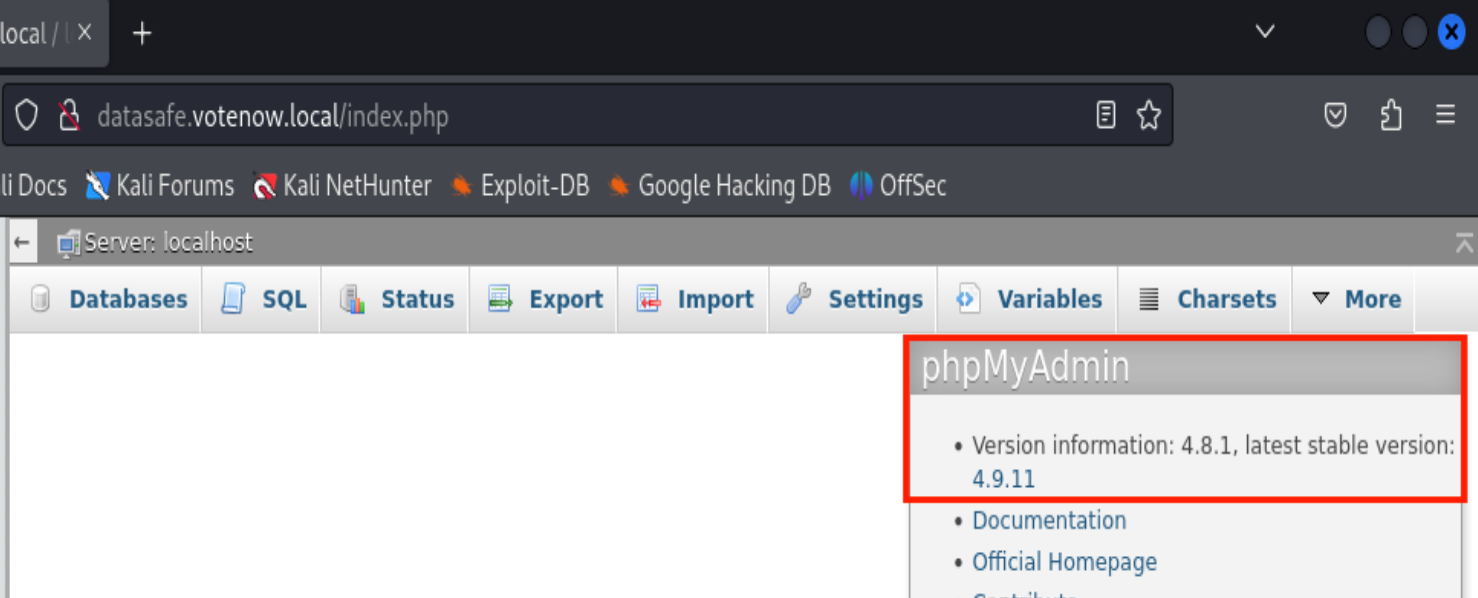 local / l
datasafe.votenow.local/index.php
li Docs Kali Forums Kali NetHunter Exploit-DB Google Hacking DB OffSec
Server: localhost
Databases SQL Status Export Import Settings Variables Charsets More
phpMyAdmin
Version information: 4.8.1, latest stable version:
4.9.11
Documentation
Official Homepage